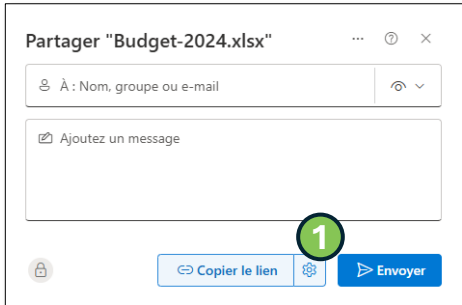 Partager "Budget-2024.xlsx"
À : Nom, groupe ou e-mail
Ajoutez un message
1
Copier le lien
Envoyer